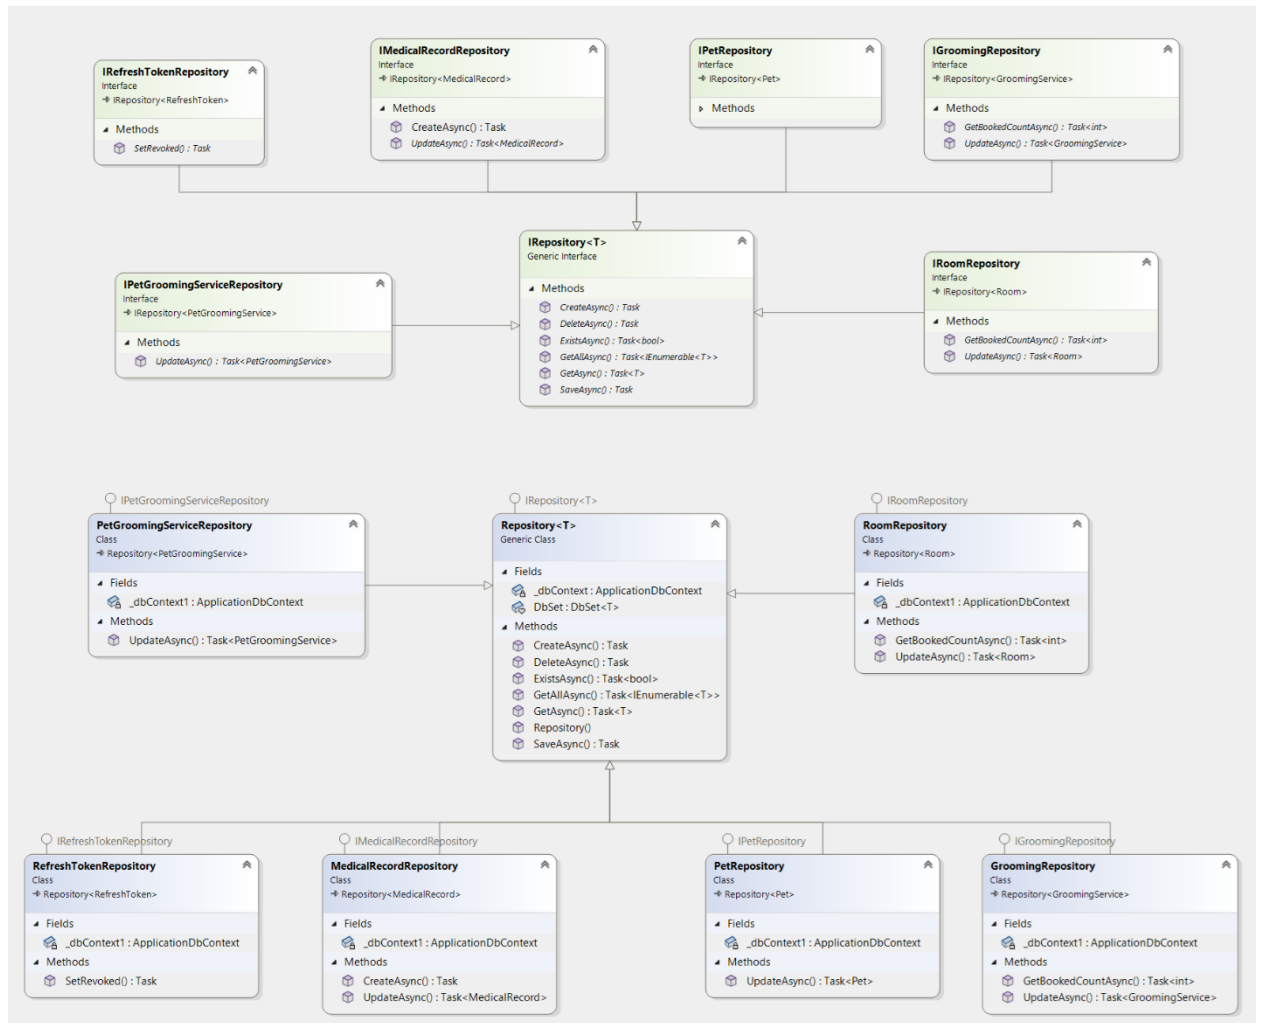 IRefreshTokenRepository
Interface
IRepository<RefreshToken>
Methods
SetRevoked() : Task
IMedicalRecordRepository
Interface
IRepository<MedicalRecord>
Methods
CreateAsync() : Task
UpdateAsync() : Task<MedicalRecord>
IPetRepository
Interface
IRepository<Pet>
Methods
IGroomingRepository
Interface
IRepository<GroomingService>
Methods
GetBookedCountAsync() : Task<int>
UpdateAsync() : Task<GroomingService>
IPetGroomingServiceRepository
Interface
IRepository<PetGroomingService>
Methods
UpdateAsync() : Task<PetGroomingService>
IRepository<T>
Generic Interface
Methods
CreateAsync() : Task
DeleteAsync() : Task
ExistsAsync() : Task<bool>
GetAllAsync() : Task<IEnumerable<T>>
GetAsync() : Task<T>
SaveAsync() : Task
IRoomRepository
Interface
IRepository<Room>
Methods
GetBookedCountAsync() : Task<int>
UpdateAsync() : Task<Room>
IPetGroomingServiceRepository
PetGroomingServiceRepository
Class
Repository<PetGroomingService>
Fields
_dbContext1 : ApplicationDbContext
Methods
UpdateAsync() : Task<PetGroomingService>
IRepository<T>
Repository<T>
Generic Class
Fields
_dbContext : ApplicationDbContext
DbSet : DbSet<T>
Methods
CreateAsync() : Task
DeleteAsync() : Task
ExistsAsync() : Task<bool>
GetAllAsync() : Task<IEnumerable<T>>
GetAsync() : Task<T>
Repository()
SaveAsync() : Task
IRoomRepository
RoomRepository
Class
Repository<Room>
Fields
_dbContext1 : ApplicationDbContext
Methods
GetBookedCountAsync() : Task<int>
UpdateAsync() : Task<Room>
IRefreshTokenRepository
RefreshTokenRepository
Class
Repository<RefreshToken>
Fields
_dbContext1 : ApplicationDbContext
Methods
SetRevoked() : Task
IMedicalRecordRepository
MedicalRecordRepository
Class
Repository<MedicalRecord>
Fields
_dbContext1 : ApplicationDbContext
Methods
CreateAsync() : Task
UpdateAsync() : Task<MedicalRecord>
IPetRepository
PetRepository
Class
Repository<Pet>
Fields
_dbContext1 : ApplicationDbContext
Methods
UpdateAsync() : Task<Pet>
IGroomingRepository
GroomingRepository
Class
Repository<GroomingService>
Fields
_dbContext1 : ApplicationDbContext
Methods
GetBookedCountAsync() : Task<int>
UpdateAsync() : Task<GroomingService>